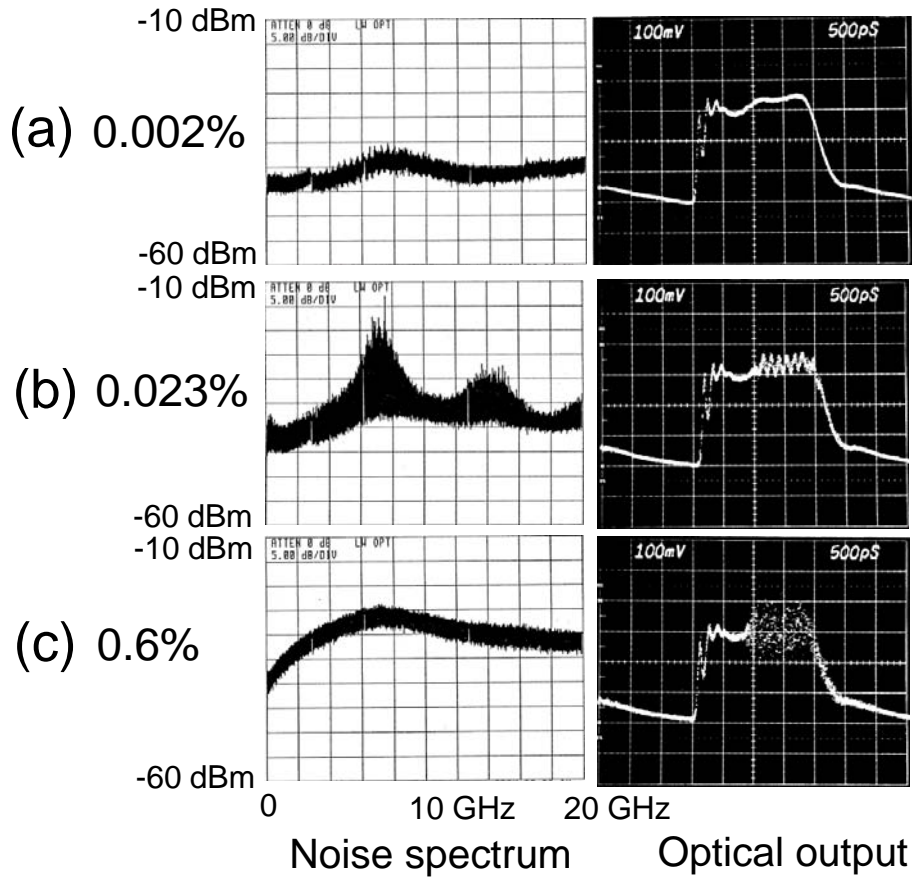 -10 dBm
ATTEN 0 dB LW OPT
5.00 dB/DIV
100mV 500pS
(a) 0.002%
-60 dBm
-10 dBm
ATTEN 0 dB LW OPT
5.00 dB/DIV
100mV 500pS
(b) 0.023%
-60 dBm
-10 dBm
ATTEN 0 dB LW OPT
5.00 dB/DIV
100mV 500pS
(c) 0.6%
-60 dBm
0 10 GHz 20 GHz
Noise spectrum Optical output